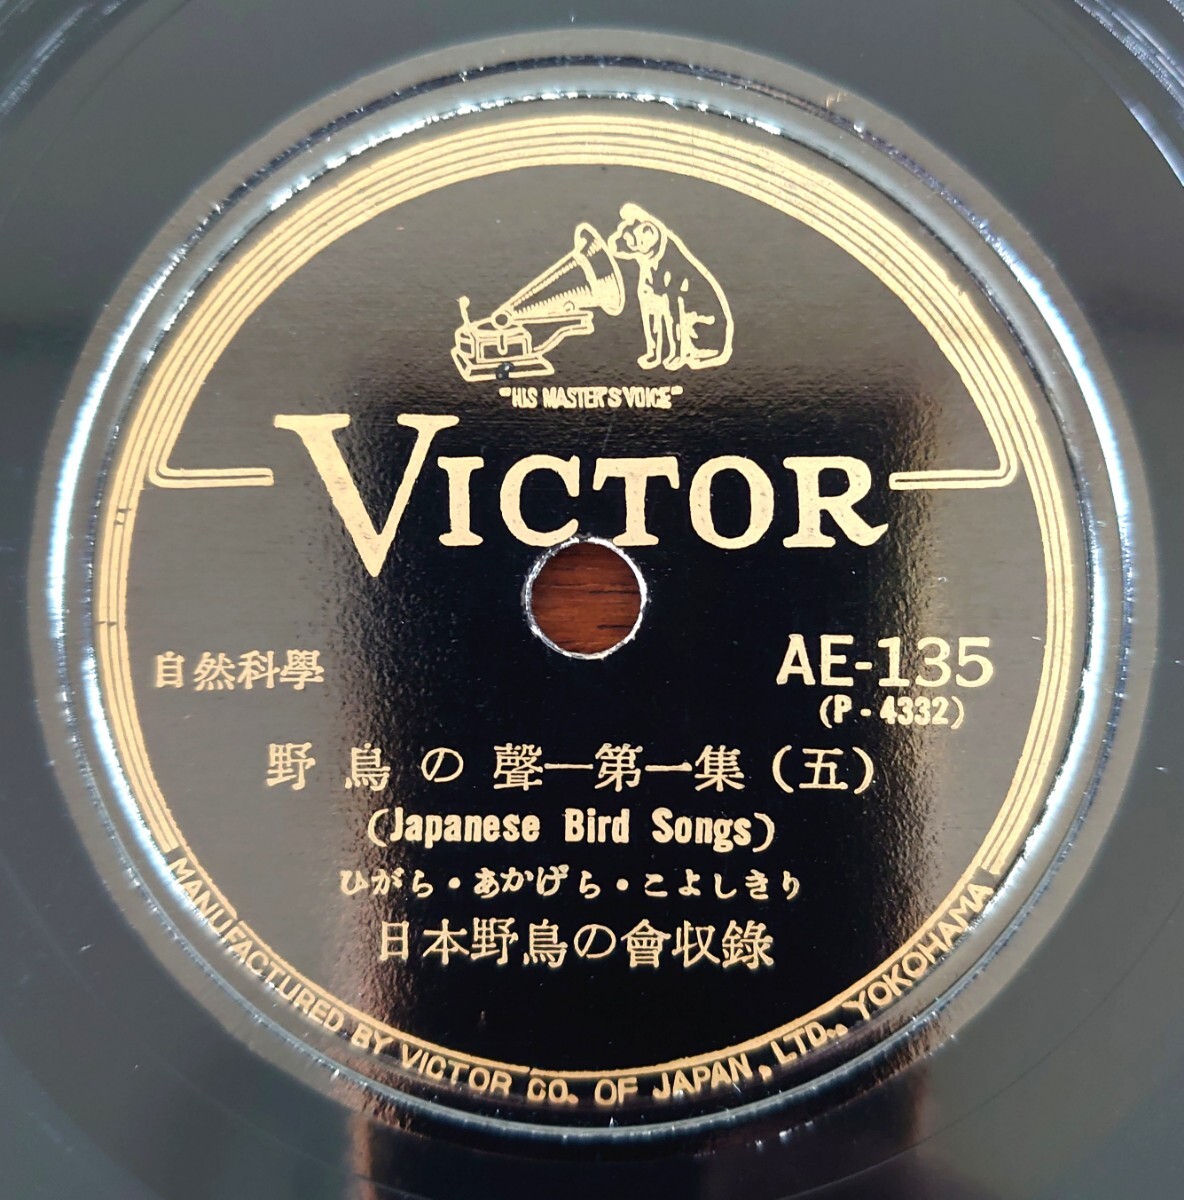 "HIS MASTER'S VOICE"
VICTOR
自然科學
AE-135
(P-4332)
野鳥の聲—第一集(五)
(Japanese Bird Songs)
ひがら・あかげら・こよしきり
日本野鳥の會収錄
MANUFACTURED BY VICTOR CO. OF JAPAN, LTD., YOKOHAMA